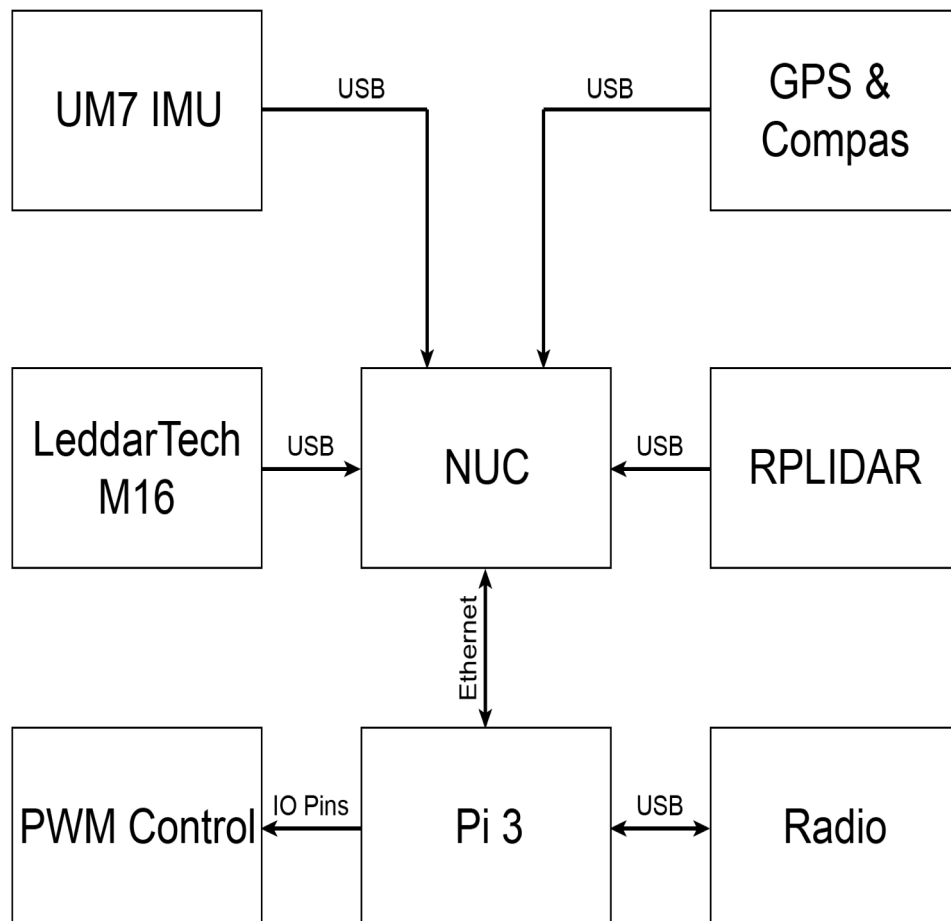 UM7 IMU
USB
USB
GPS &
Compas
LeddarTech
M16
USB
NUC
USB
RPLIDAR
Ethernet
PWM Control
IO Pins
Pi 3
USB
Radio